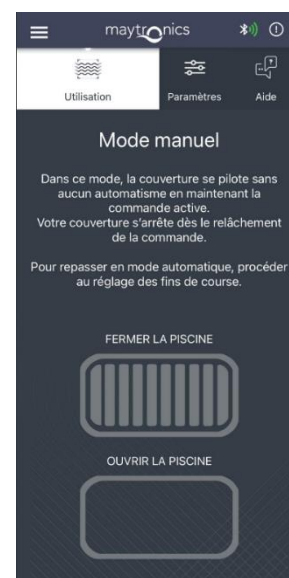 maytronics
Utilisation
Paramètres
Aide
Mode manuel
Dans ce mode, la couverture se pilote sans
aucun automatisme en maintenant la
commande active.
Votre couverture s'arrête dès le relâchement
de la commande.
Pour repasser en mode automatique, procéder
au réglage des fins de course.
FERMER LA PISCINE
OUVRIR LA PISCINE